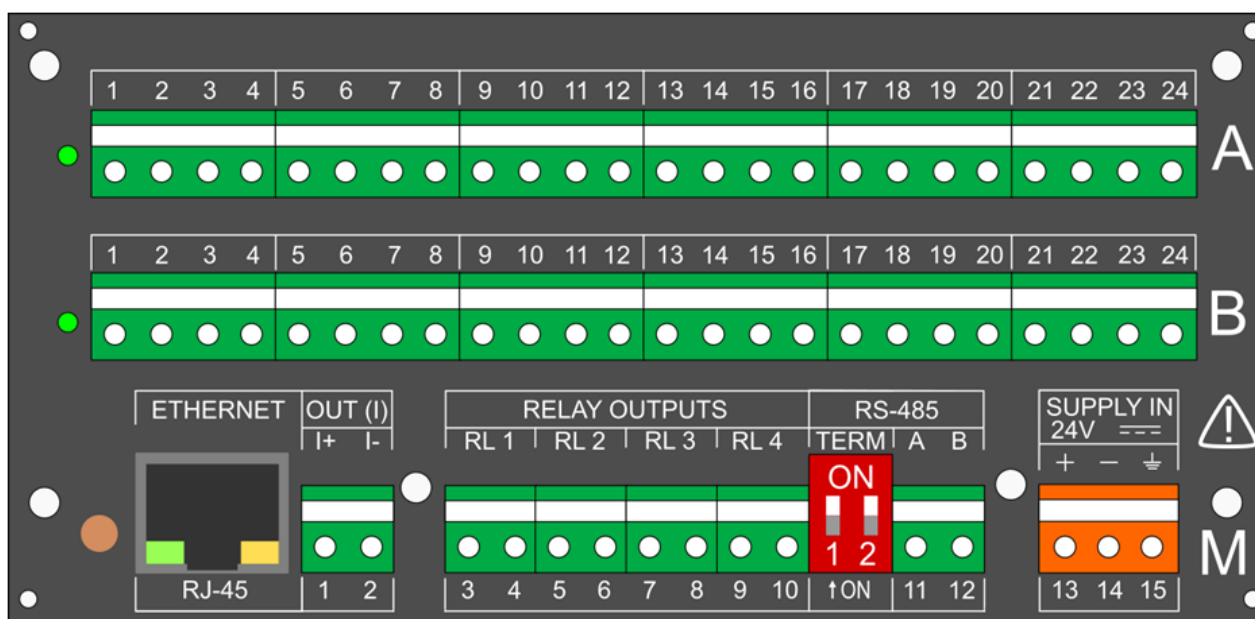 1 2 3 4 5 6 7 8 9 10 11 12 13 14 15 16 17 18 19 20 21 22 23 24
A
1 2 3 4 5 6 7 8 9 10 11 12 13 14 15 16 17 18 19 20 21 22 23 24
B
ETHERNET OUT (I) RELAY OUTPUTS RS-485 SUPPLY IN
24V
I+ I- RL 1 RL 2 RL 3 RL 4 TERM A B + −
ON
1 2
M
RJ-45 1 2 3 4 5 6 7 8 9 10 ↑ON 11 12 13 14 15